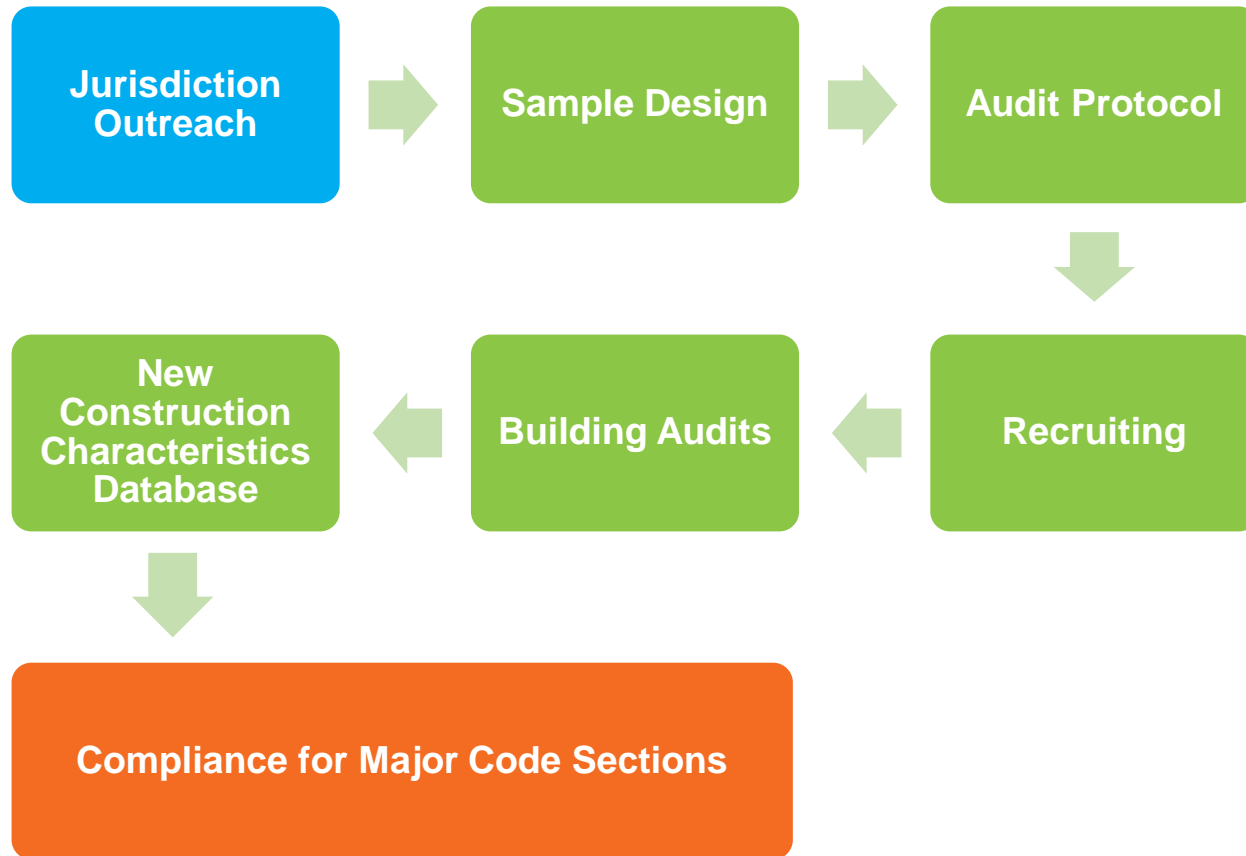 Jurisdiction
Outreach
Sample Design
Audit Protocol
New
Construction
Characteristics
Database
Building Audits
Recruiting
Compliance for Major Code Sections